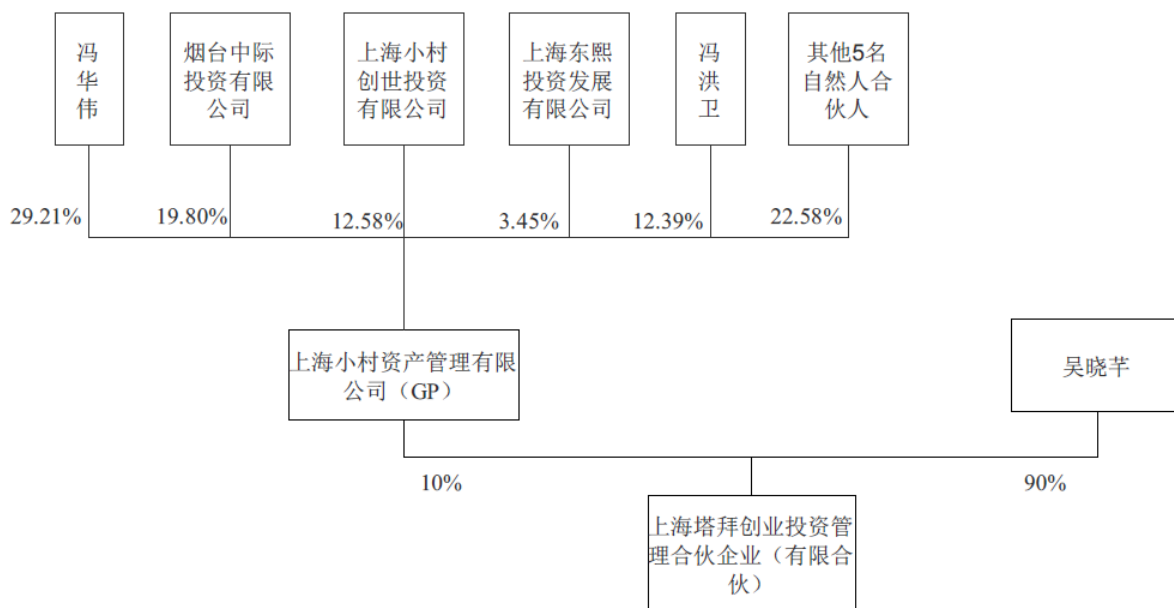 冯
华
伟
烟台中际
投资有限
公司
上海小村
创世投资
有限公司
上海东熙
投资发展
有限公司
冯
洪
卫
其他5名
自然人合
伙人
29.21%
19.80%
12.58%
3.45%
12.39%
22.58%
上海小村资产管理有限
公司（GP）
吴晓芊
10%
90%
上海塔拜创业投资管
理合伙企业（有限合
伙）